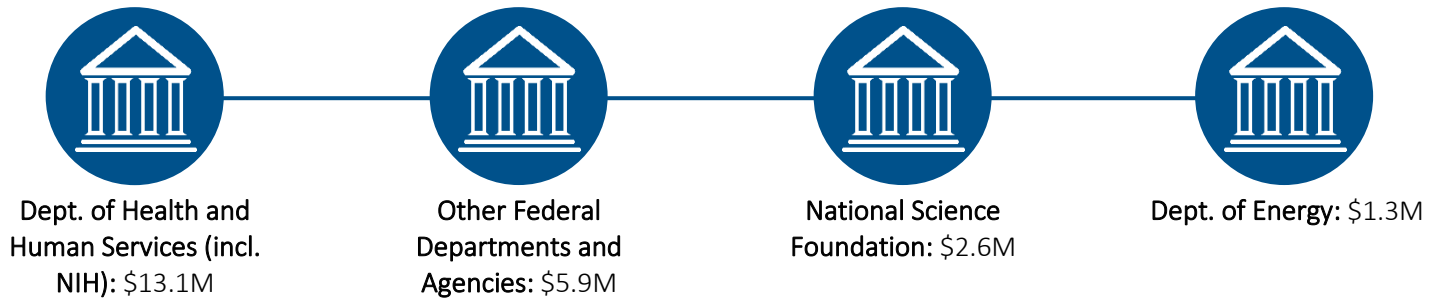 Dept. of Health and
Human Services (incl.
NIH): $13.1M
Other Federal
Departments and
Agencies: $5.9M
National Science
Foundation: $2.6M
Dept. of Energy: $1.3M